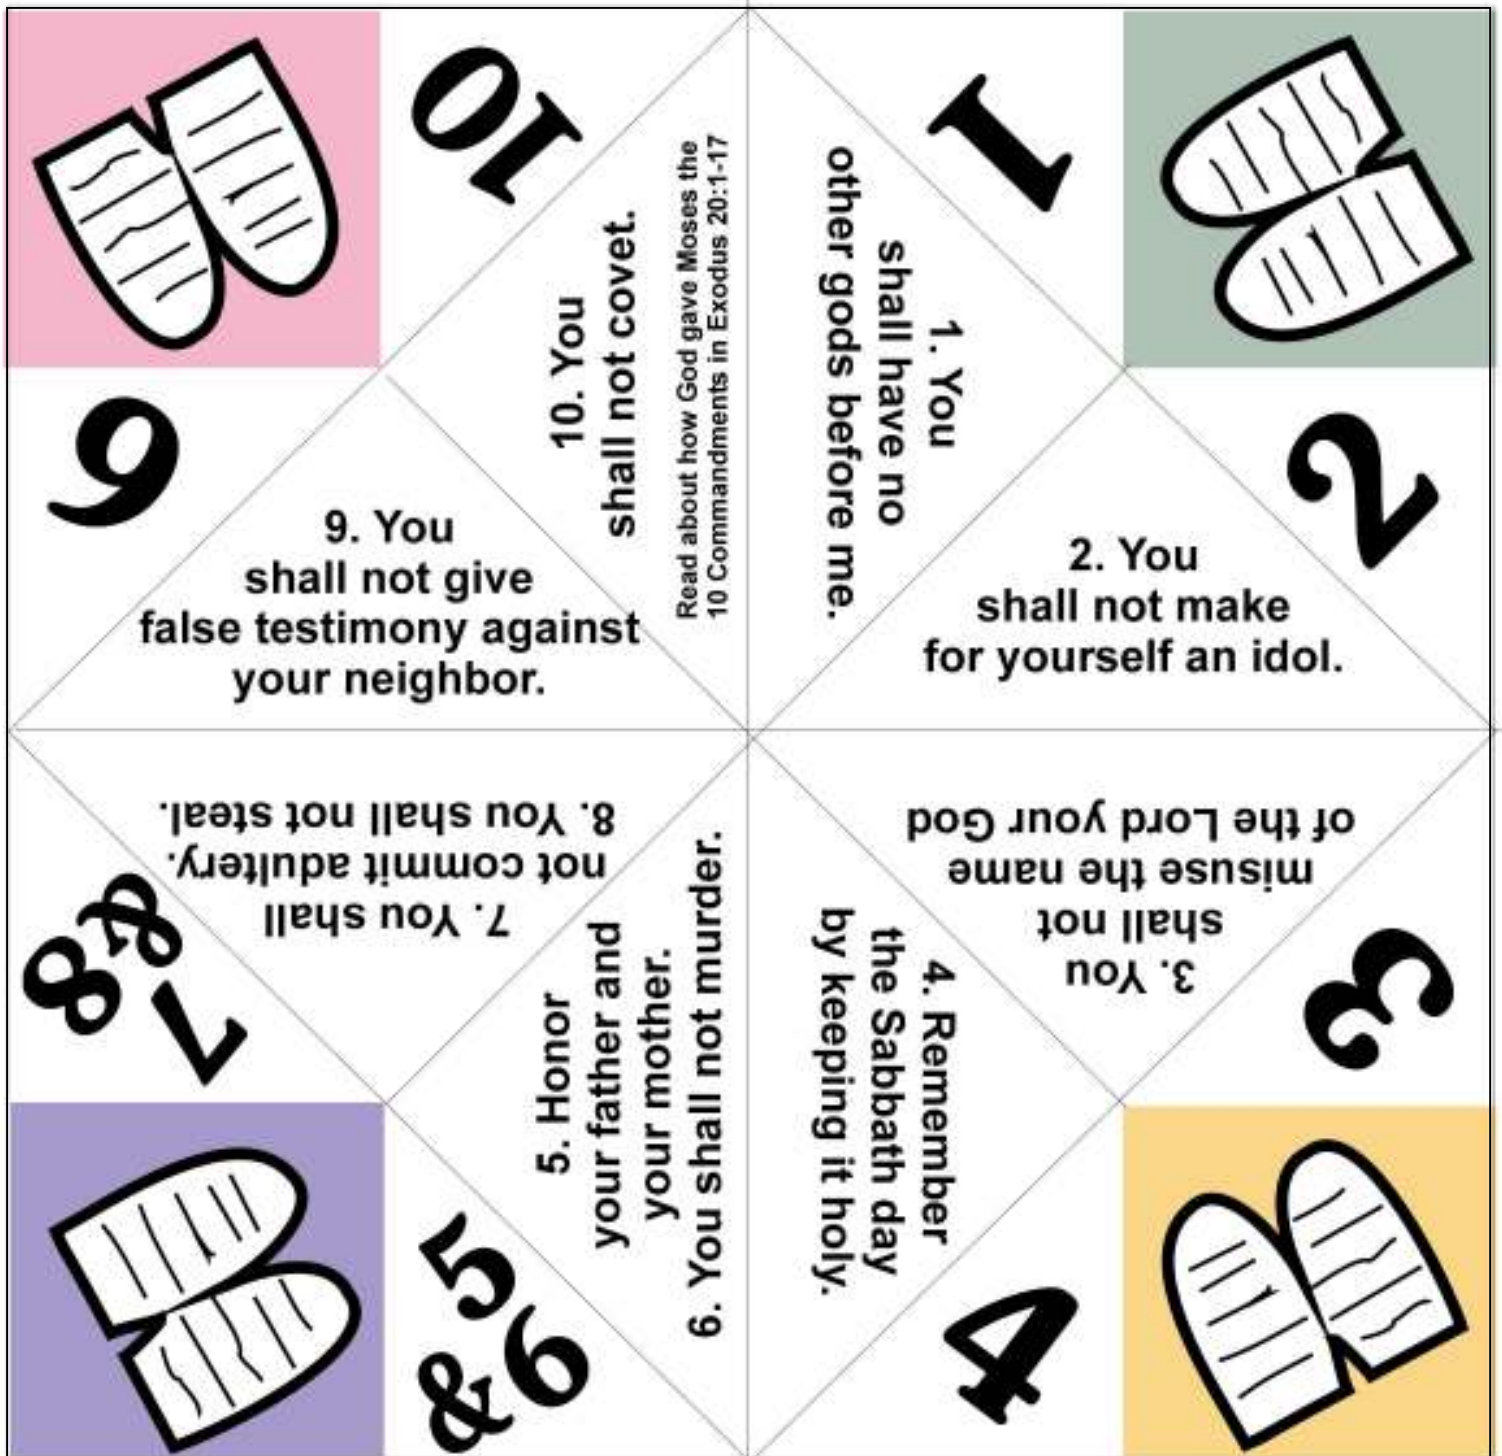 10
1
1. You
shall have no
other gods before me.
2
2. You
shall not make
for yourself an idol.
3
3. You
shall not
misuse the name
of the Lord your God
4
4. Remember
the Sabbath day
by keeping it holy.
5
&6
5. Honor
your father and
your mother.
6. You shall not murder.
7
&
8
7. You shall
not commit adultery.
8. You shall not steal.
9
9. You
shall not give
false testimony against
your neighbor.
10. You
shall not covet.
Read about how God gave Moses the
10 Commandments in Exodus 20:1-17